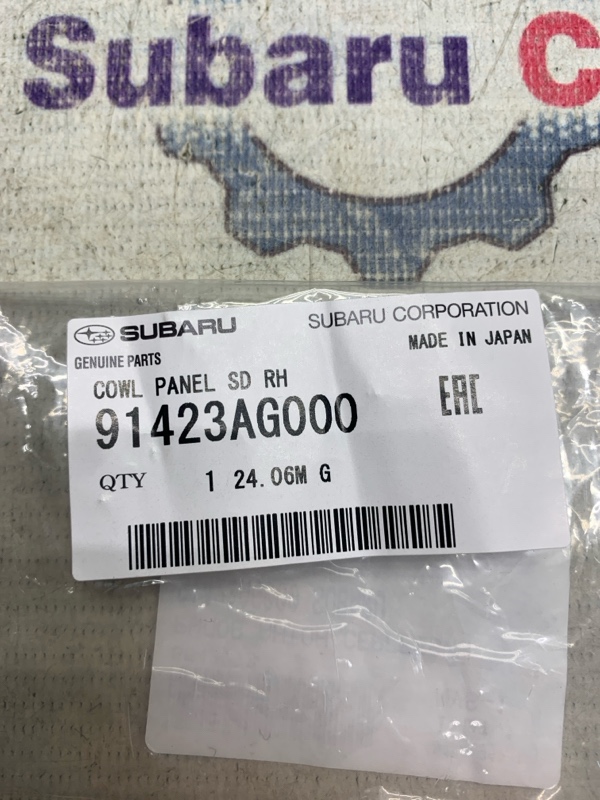 Subaru C
SUBARU
SUBARU CORPORATION
GENUINE PARTS
MADE IN JAPAN
COWL PANEL SD RH
91423AG000
EAC
QTY 1 24.06M G